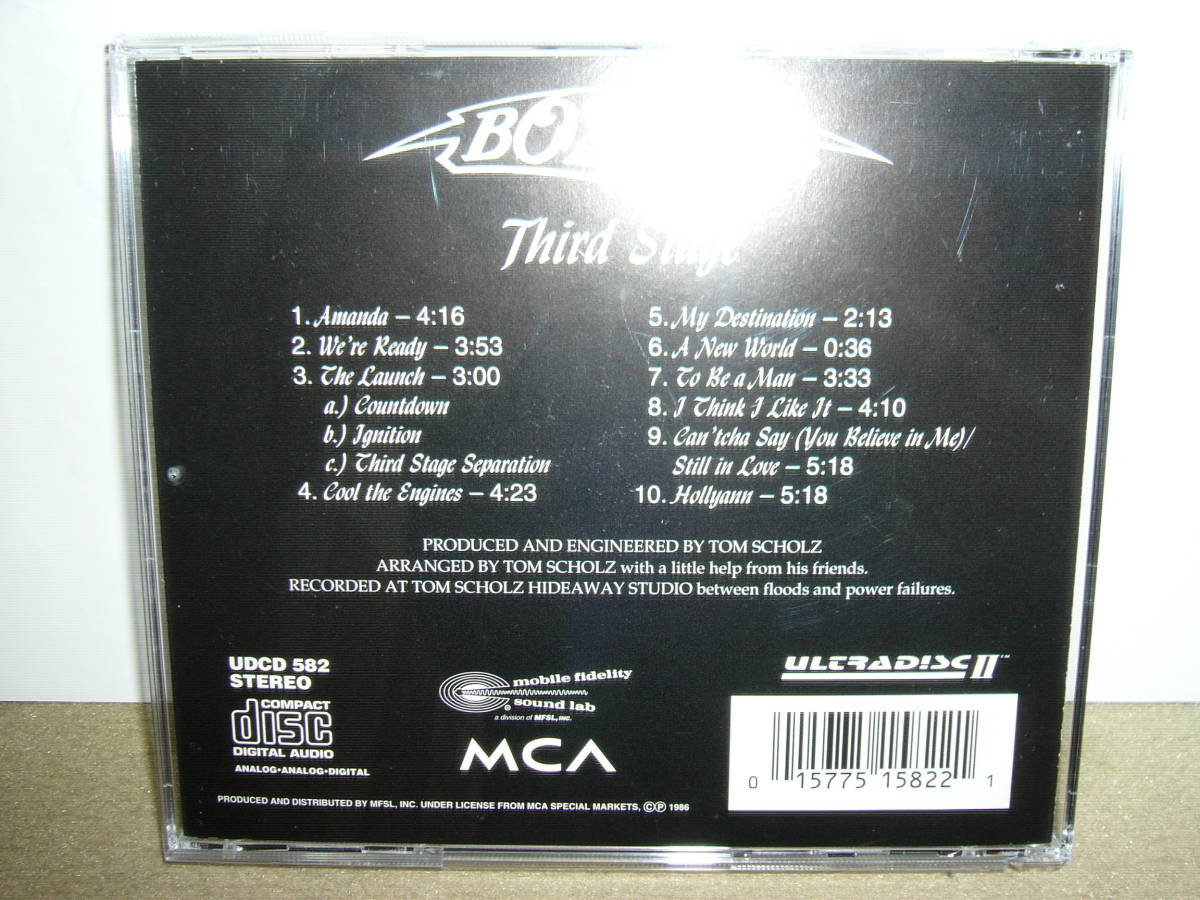 Third Stage
1. Amanda – 4:16
2. We're Ready – 3:53
3. The Launch – 3:00
a.) Countdown
b.) Ignition
c.) Third Stage Separation
4. Cool the Engines – 4:23
5. My Destination – 2:13
6. A New World – 0:36
7. To Be a Man – 3:33
8. I Think I Like It – 4:10
9. Can'tcha Say (You Believe in Me)/
Still in Love – 5:18
10. Hollyann – 5:18
PRODUCED AND ENGINEERED BY TOM SCHOLZ
ARRANGED BY TOM SCHOLZ with a little help from his friends.
RECORDED AT TOM SCHOLZ HIDEAWAY STUDIO between floods and power failures.
UDCD 582
STEREO
COMPACT
disc
DIGITAL AUDIO
ANALOG•ANALOG•DIGITAL
mobile fidelity
sound lab
®
a division of MFSL, INC.
MCA
ULTRADISC II™
0 15775 15822 1
PRODUCED AND DISTRIBUTED BY MFSL, INC. UNDER LICENSE FROM MCA SPECIAL MARKETS, ©℗ 1986